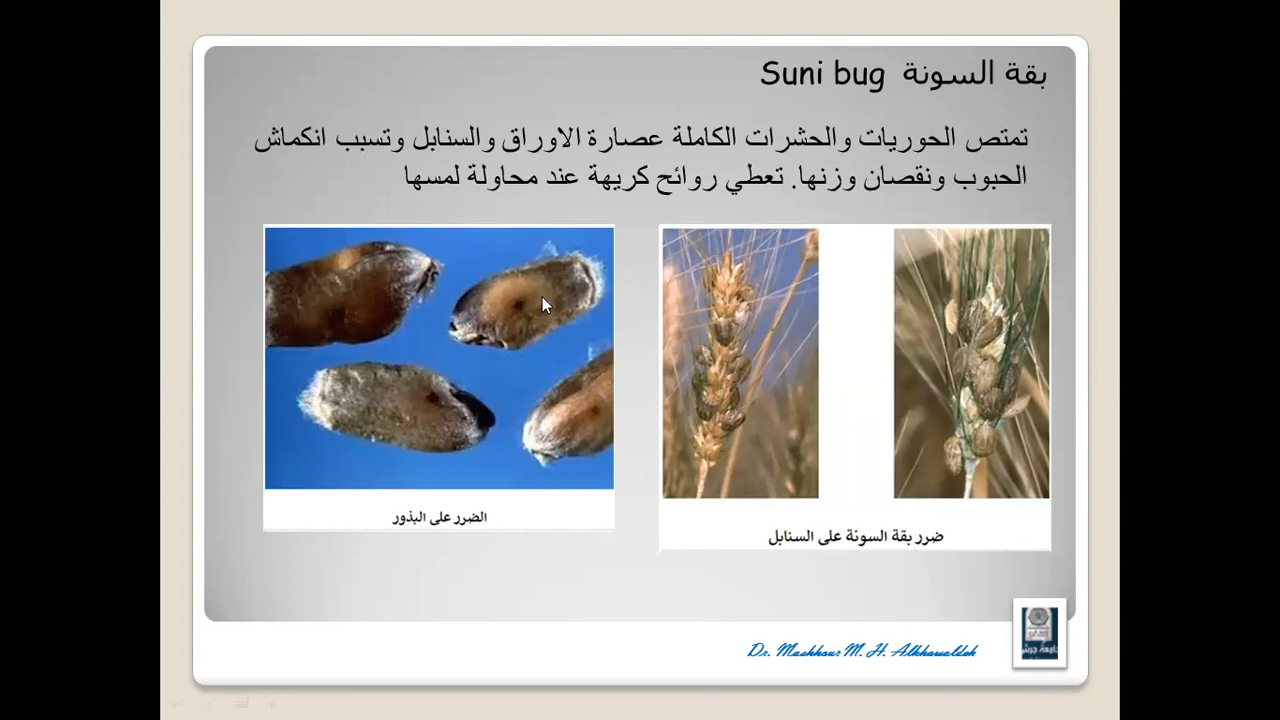 بقة السونة Suni bug
تمتص الحوريات والحشرات الكاملة عصارة الاوراق والسنابل وتسبب انكماش
الحبوب ونقصان وزنها. تعطي روائح كريهة عند محاولة لمسها
الضرر على البذور
ضرر بقة السونة على السنابل
Dr. Mashhour M. H. Alkhawaldeh